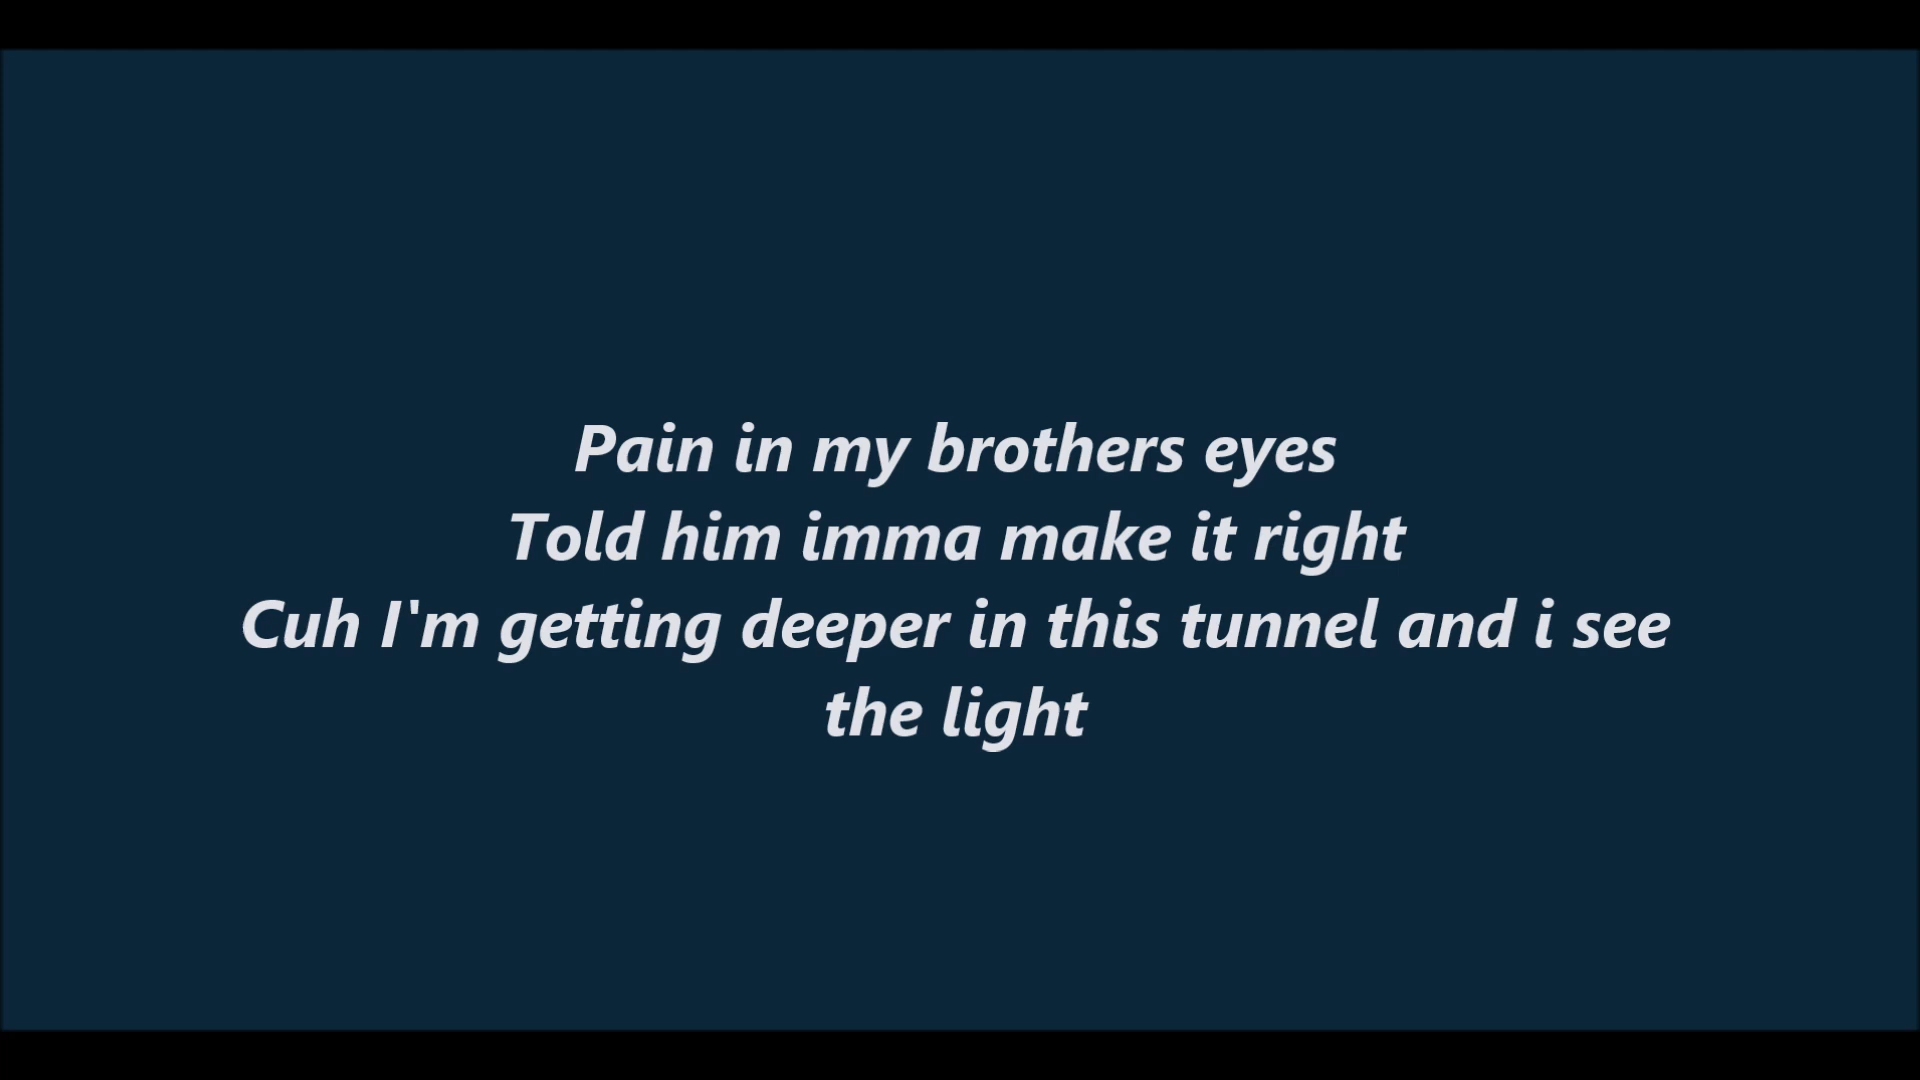 Pain in my brothers eyes
Told him imma make it right
Cuh I'm getting deeper in this tunnel and i see
the light